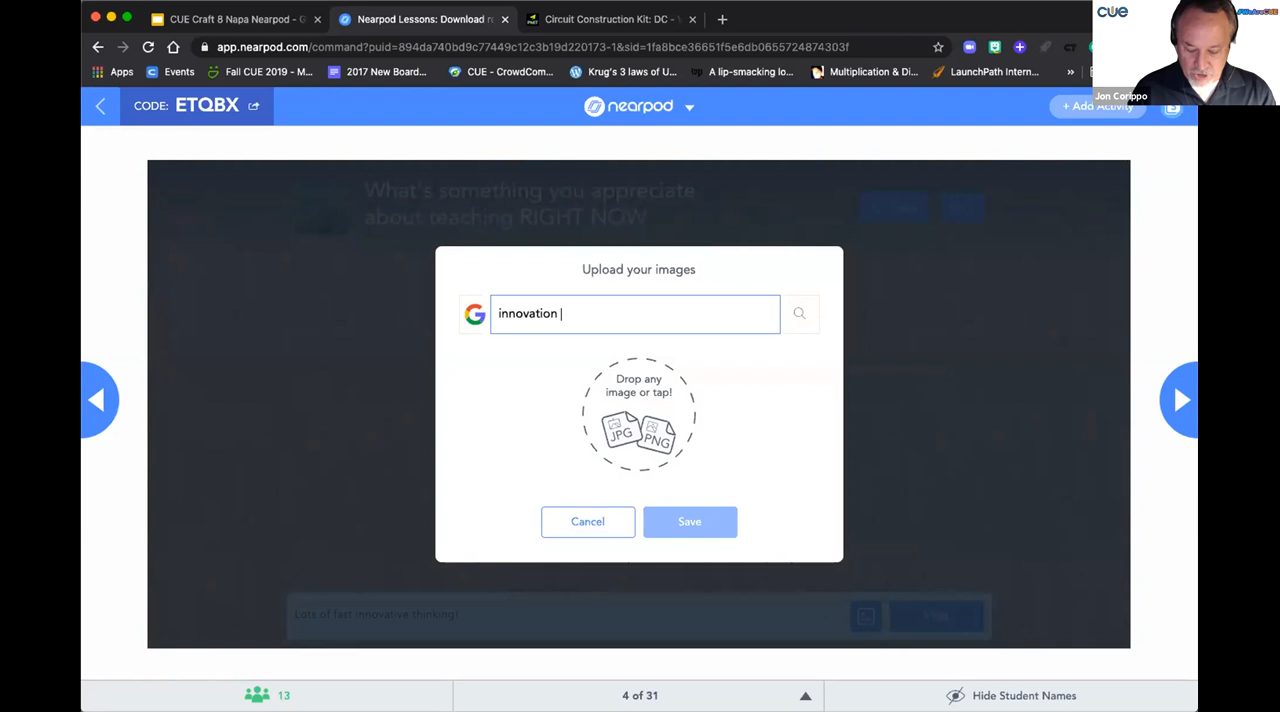 CUE Craft 8 Napa Nearpod - G
Nearpod Lessons: Download r
Circuit Construction Kit: DC -
app.nearpod.com/command?puid=894da740bd9c77449c12c3b19d220173-1&sid=1fa8bce36651f5e6db0655724874303f
Apps
Events
Fall CUE 2019 - M...
2017 New Board...
CUE - CrowdCom...
Krug's 3 laws of U...
A lip-smacking lo...
Multiplication & Di...
LaunchPath Intern...
»
cue
#WeAreCUE
Jon Corippo
CODE: ETQBX
nearpod
+ Add Activity
What's something you appreciate
about teaching RIGHT NOW
Upload your images
innovation
Drop any
image or tap!
JPG
PNG
Cancel
Save
Lots of fast innovative thinking!
13
4 of 31
Hide Student Names